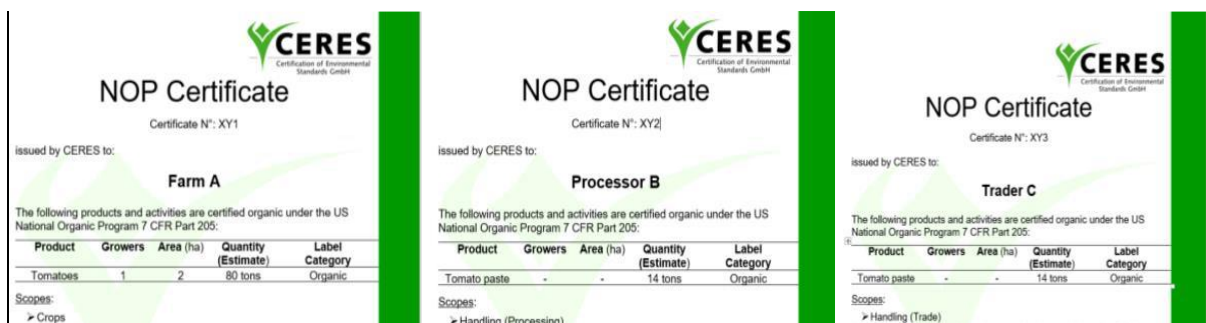 CERES
Certification of Environmental
Standards GmbH
NOP Certificate
Certificate N°: XY1
issued by CERES to:
Farm A
The following products and activities are certified organic under the US
National Organic Program 7 CFR Part 205:
Product Growers Area (ha) Quantity (Estimate) Label Category
Tomatoes 1 2 80 tons Organic
Scopes:
➤ Crops
CERES
Certification of Environmental
Standards GmbH
NOP Certificate
Certificate N°: XY2
issued by CERES to:
Processor B
The following products and activities are certified organic under the US
National Organic Program 7 CFR Part 205:
Product Growers Area (ha) Quantity (Estimate) Label Category
Tomato paste - - 14 tons Organic
Scopes:
➤ Handling (Processing)
CERES
Certification of Environmental
Standards GmbH
NOP Certificate
Certificate N°: XY3
issued by CERES to:
Trader C
The following products and activities are certified organic under the US
National Organic Program 7 CFR Part 205:
Product Growers Area (ha) Quantity (Estimate) Label Category
Tomato paste - - 14 tons Organic
Scopes:
➤ Handling (Trade)